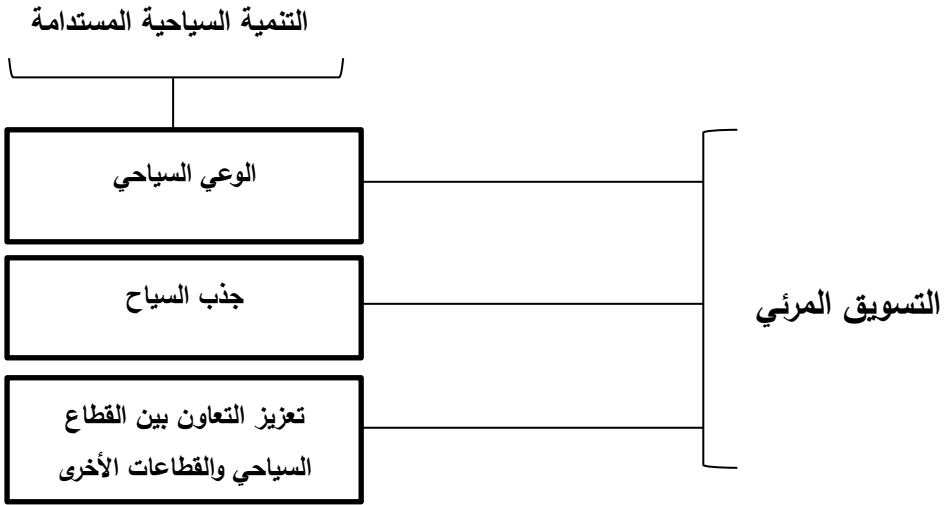 التنمية السياحية المستدامة
الوعي السياحي
جذب السياح
التسويق المرئي
تعزيز التعاون بين القطاع
السياحي والقطاعات الأخرى